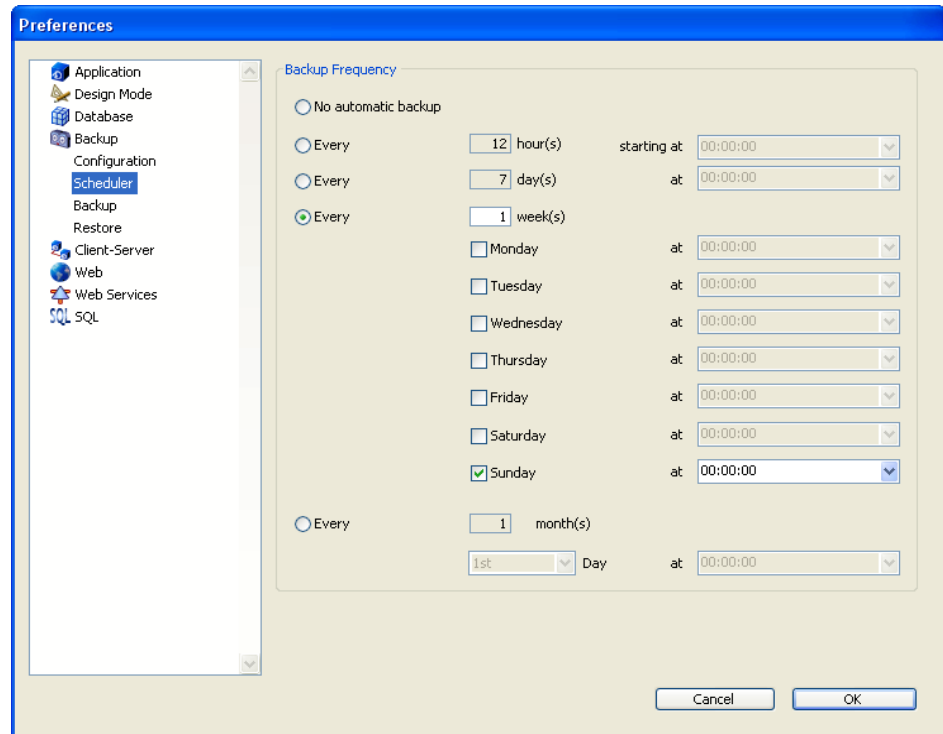 Preferences
Application
Design Mode
Database
Backup
Configuration
Scheduler
Backup
Restore
Client-Server
Web
Web Services
SQL SQL
Backup Frequency
No automatic backup
Every 12 hour(s) starting at 00:00:00
Every 7 day(s) at 00:00:00
Every 1 week(s)
Monday at 00:00:00
Tuesday at 00:00:00
Wednesday at 00:00:00
Thursday at 00:00:00
Friday at 00:00:00
Saturday at 00:00:00
Sunday at 00:00:00
Every 1 month(s)
1st Day at 00:00:00
Cancel OK